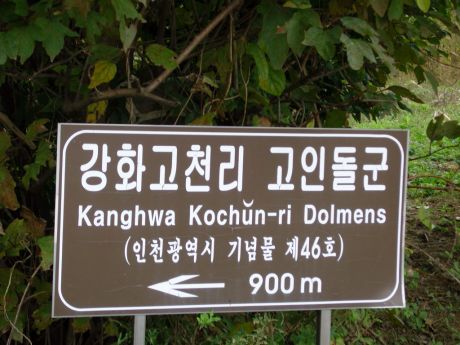 강화고천리 고인돌군
Kanghwa Kochŭn-ri Dolmens
(인천광역시 기념물 제46호)
← 900 m